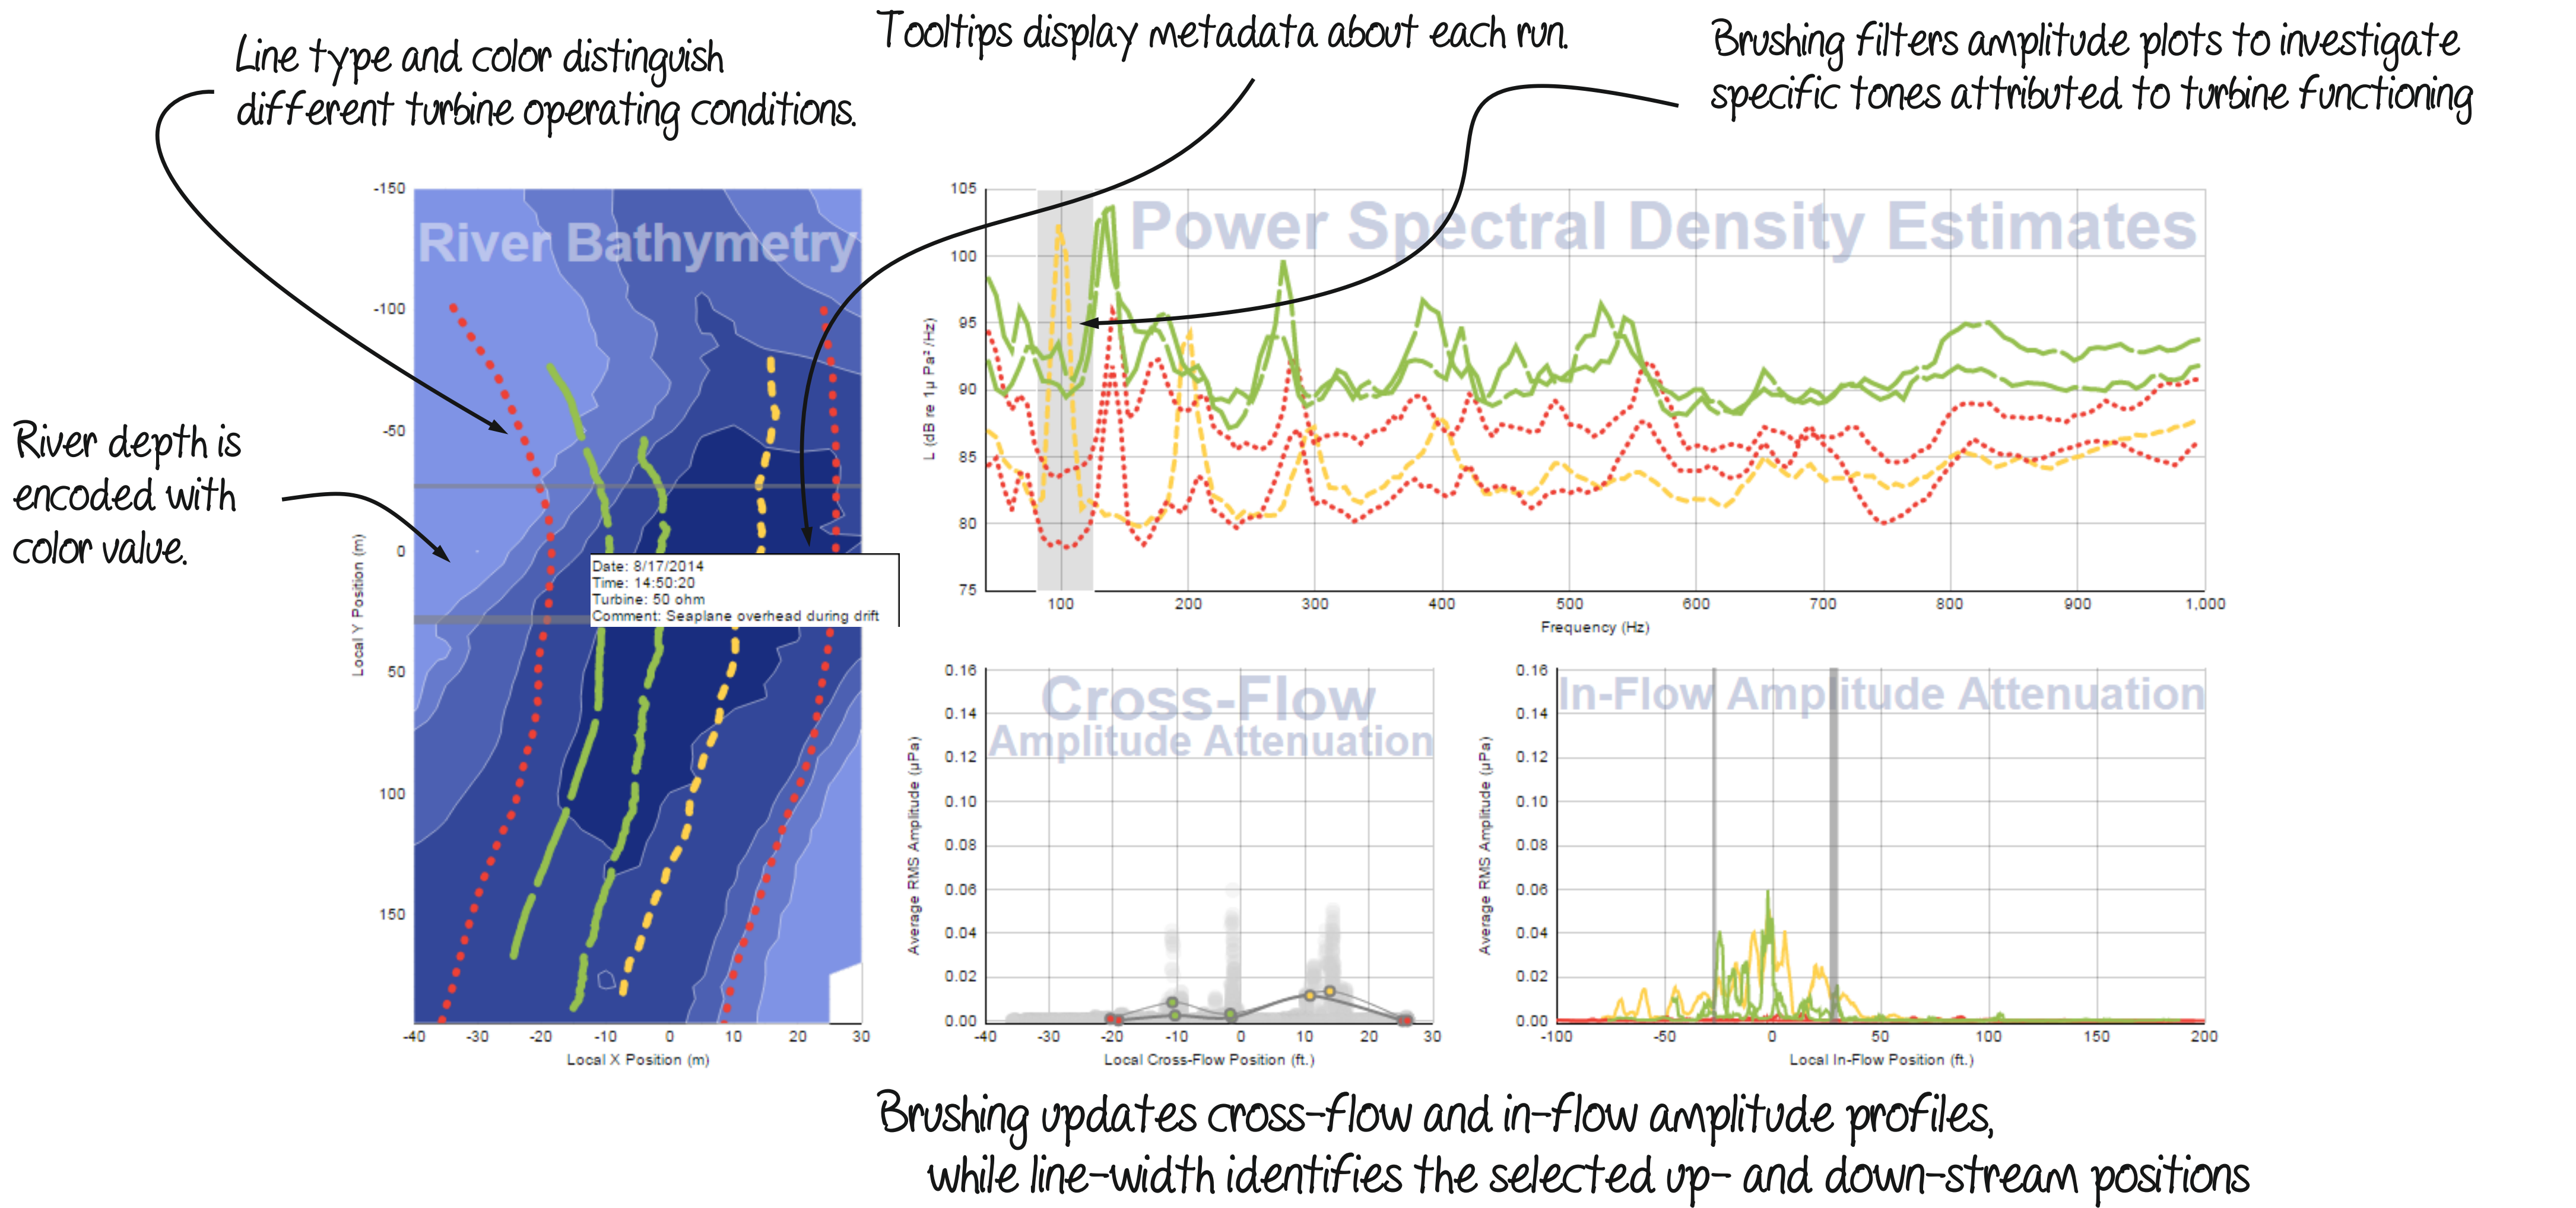 Line type and color distinguish
different turbine operating conditions.
Tooltips display metadata about each run.
Brushing filters amplitude plots to investigate
specific tones attributed to turbine functioning
River depth is
encoded with
color value.
River Bathymetry
-150
-100
-50
0
50
100
150
Local Y Position (m)
-40 -30 -20 -10 0 10 20 30
Local X Position (m)
Date: 8/17/2014
Time: 14:50:20
Turbine: 50 ohm
Comment: Seaplane overhead during drift
Power Spectral Density Estimates
105
100
95
90
85
80
75
L (dB re 1μ Pa² /Hz)
100 200 300 400 500 600 700 800 900 1,000
Frequency (Hz)
Cross-Flow
Amplitude Attenuation
0.16
0.14
0.12
0.10
0.08
0.06
0.04
0.02
0.00
Average RMS Amplitude (μPa)
-40 -30 -20 -10 0 10 20 30
Local Cross-Flow Position (ft.)
In-Flow Amplitude Attenuation
0.16
0.14
0.12
0.10
0.08
0.06
0.04
0.02
0.00
Average RMS Amplitude (μPa)
-100 -50 0 50 100 150 200
Local In-Flow Position (ft.)
Brushing updates cross-flow and in-flow amplitude profiles,
while line-width identifies the selected up- and down-stream positions